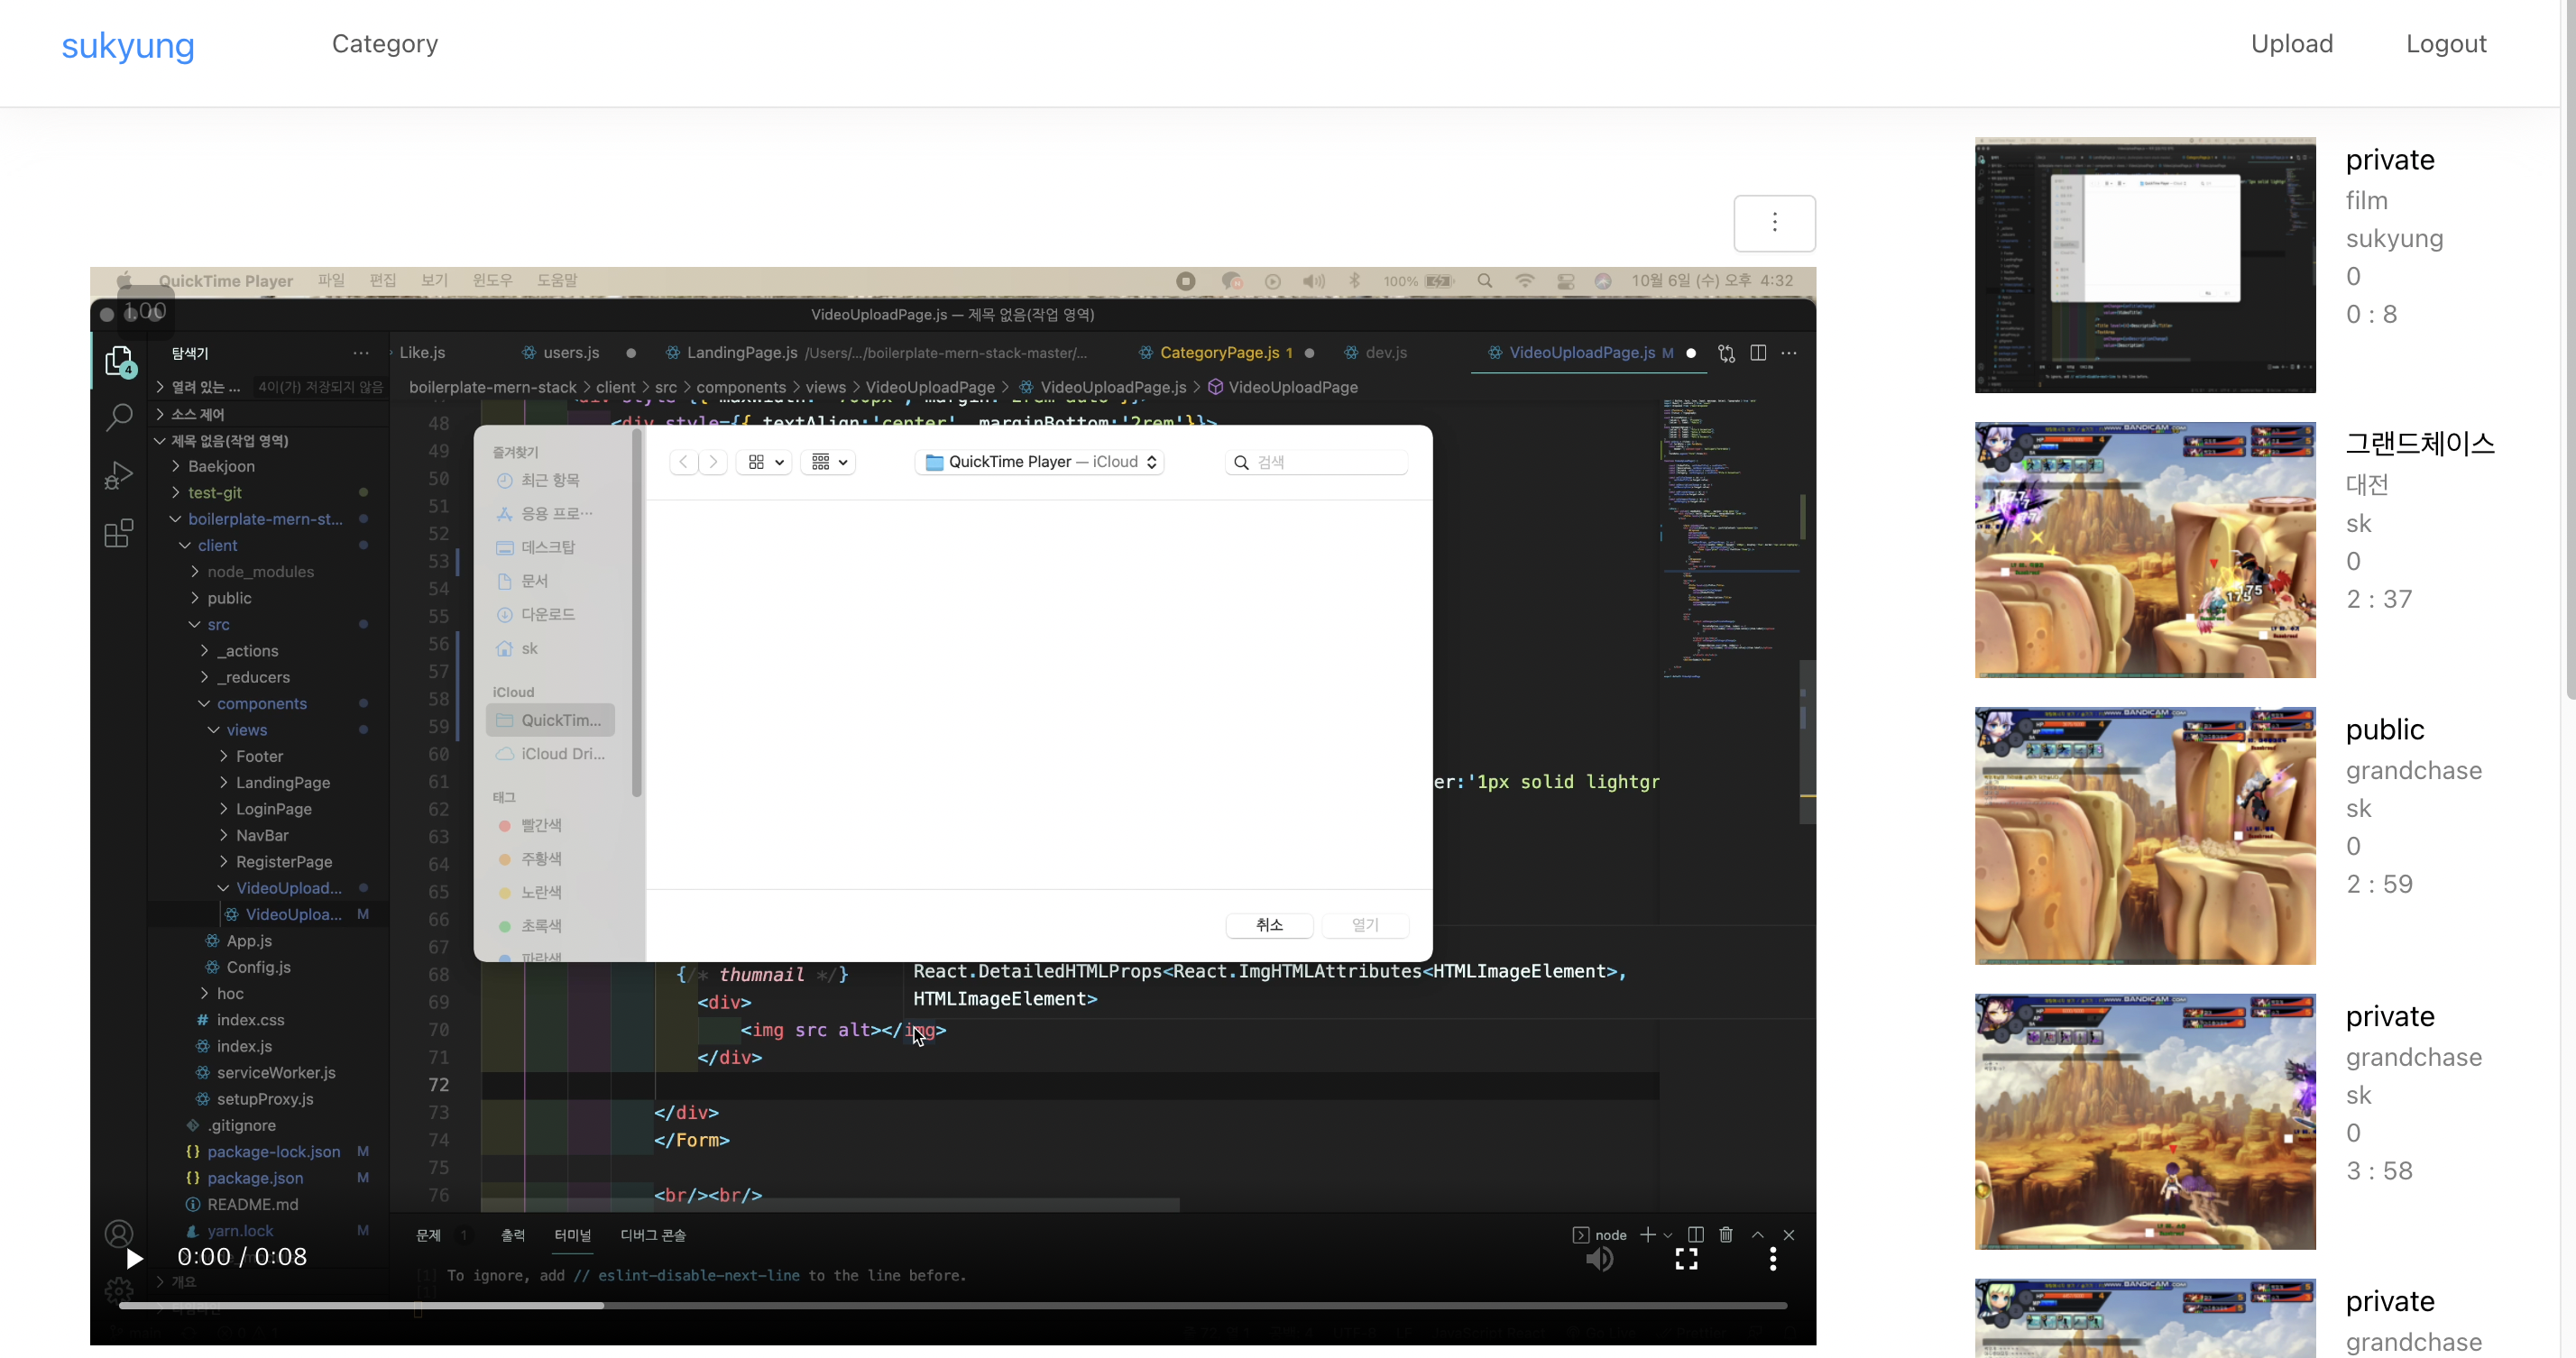 sukyung
Category
Upload
Logout
QuickTime Player 파일 편집 보기 윈도우 도움말
100%
10월 6일 (수) 오후 4:32
1.00
VideoUploadPage.js — 제목 없음(작업 영역)
탐색기
Like.js
users.js
LandingPage.js /Users/.../boilerplate-mern-stack-master/...
CategoryPage.js 1
dev.js
VideoUploadPage.js M
4
열려 있는 ... 4이(가) 저장되지 않음
소스 제어
제목 없음(작업 영역)
Baekjoon
test-git
boilerplate-mern-st...
client
node_modules
public
src
_actions
_reducers
components
views
Footer
LandingPage
LoginPage
NavBar
RegisterPage
VideoUpload...
VideoUploa... M
App.js
Config.js
hoc
index.css
index.js
serviceWorker.js
setupProxy.js
.gitignore
package-lock.json M
package.json M
README.md
yarn.lock M
개요
boilerplate-mern-stack > client > src > components > views > VideoUploadPage > VideoUploadPage.js > VideoUploadPage
48 <div style={{ textAlign:'center', marginBottom:'2rem'}}>
49
50
51
52
53
54
55
56
57
58
59
60
61 er:'1px solid lightgr
62
63
64
65
66
67
68 {/* thumnail */}
69 <div>
70 <img src alt></img>
71 </div>
72
73 </div>
74 </Form>
75
76 <br/><br/>
React.DetailedHTMLProps<React.ImgHTMLAttributes<HTMLImageElement>,
HTMLImageElement>
즐겨찾기
최근 항목
응용 프로…
데스크탑
문서
다운로드
sk
iCloud
QuickTim...
iCloud Dri...
태그
빨간색
주황색
노란색
초록색
파란색
QuickTime Player — iCloud
검색
취소
열기
문제 1 출력 터미널 디버그 콘솔
node
To ignore, add // eslint-disable-next-line to the line before.
0:00 / 0:08
private
film
sukyung
0
0 : 8
그랜드체이스
대전
sk
0
2 : 37
public
grandchase
sk
0
2 : 59
private
grandchase
sk
0
3 : 58
private
grandchase